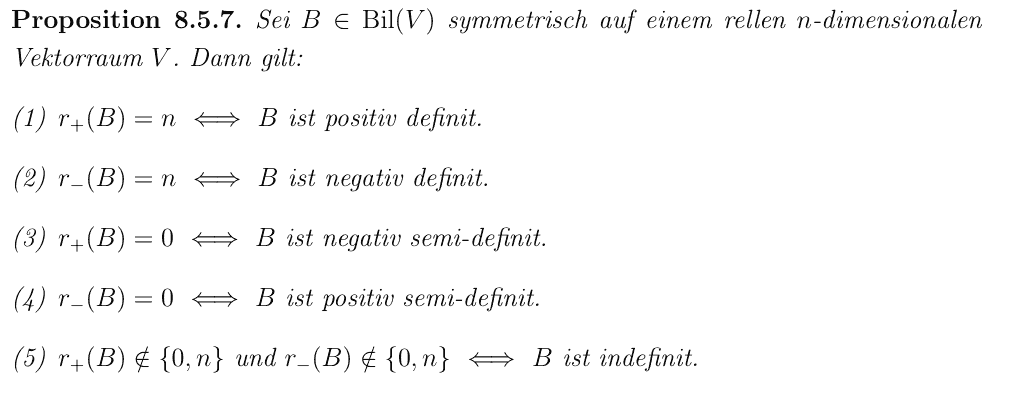 Proposition 8.5.7. Sei B ∈ Bil(V) symmetrisch auf einem rellen n-dimensionalen
Vektorraum V. Dann gilt:
(1) r₊(B) = n ⟺ B ist positiv definit.
(2) r₋(B) = n ⟺ B ist negativ definit.
(3) r₊(B) = 0 ⟺ B ist negativ semi-definit.
(4) r₋(B) = 0 ⟺ B ist positiv semi-definit.
(5) r₊(B) ∉ {0, n} und r₋(B) ∉ {0, n} ⟺ B ist indefinit.